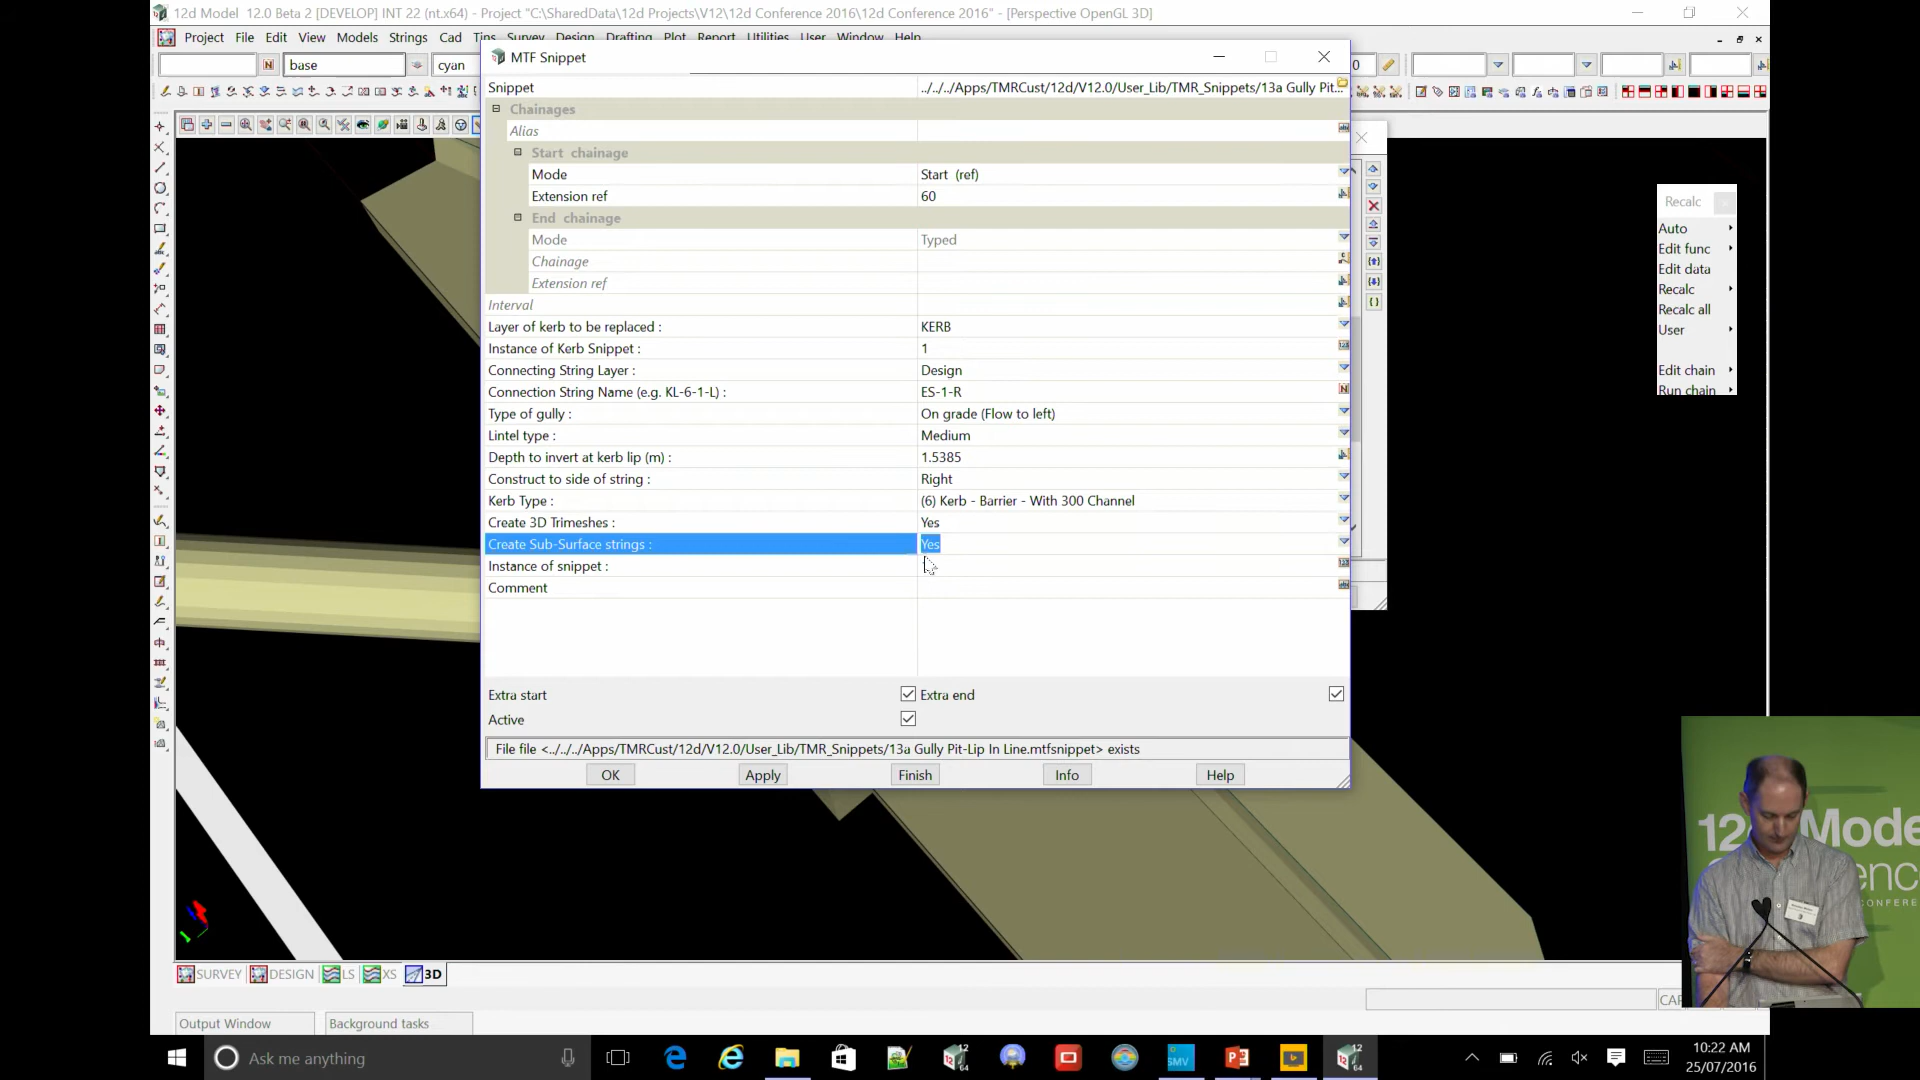 12d Model 12.0 Beta 2 [DEVELOP] INT 22 (nt.x64) - Project "C:\SharedData\12d Projects\V12\12d Conference 2016\12d Conference 2016" - [Perspective OpenGL 3D]
Project File Edit View Models Strings Cad Tins Survey Design Drafting Plot Report Utilities User Window Help
base
cyan
MTF Snippet
Snippet ../../../Apps/TMRCust/12d/V12.0/User_Lib/TMR_Snippets/13a Gully Pit...
Chainages
Alias
Start chainage
Mode Start (ref)
Extension ref 60
End chainage
Mode Typed
Chainage
Extension ref
Interval
Layer of kerb to be replaced : KERB
Instance of Kerb Snippet : 1
Connecting String Layer : Design
Connection String Name (e.g. KL-6-1-L) : ES-1-R
Type of gully : On grade (Flow to left)
Lintel type : Medium
Depth to invert at kerb lip (m) : 1.5385
Construct to side of string : Right
Kerb Type : (6) Kerb - Barrier - With 300 Channel
Create 3D Trimeshes : Yes
Create Sub-Surface strings : Yes
Instance of snippet :
Comment
Extra start Extra end
Active
File file <../../../Apps/TMRCust/12d/V12.0/User_Lib/TMR_Snippets/13a Gully Pit-Lip In Line.mtfsnippet> exists
OK Apply Finish Info Help
Recalc
Auto
Edit func
Edit data
Recalc
Recalc all
User
Edit chain
Run chain
SURVEY DESIGN LS XS 3D
Output Window Background tasks
Ask me anything
10:22 AM
25/07/2016